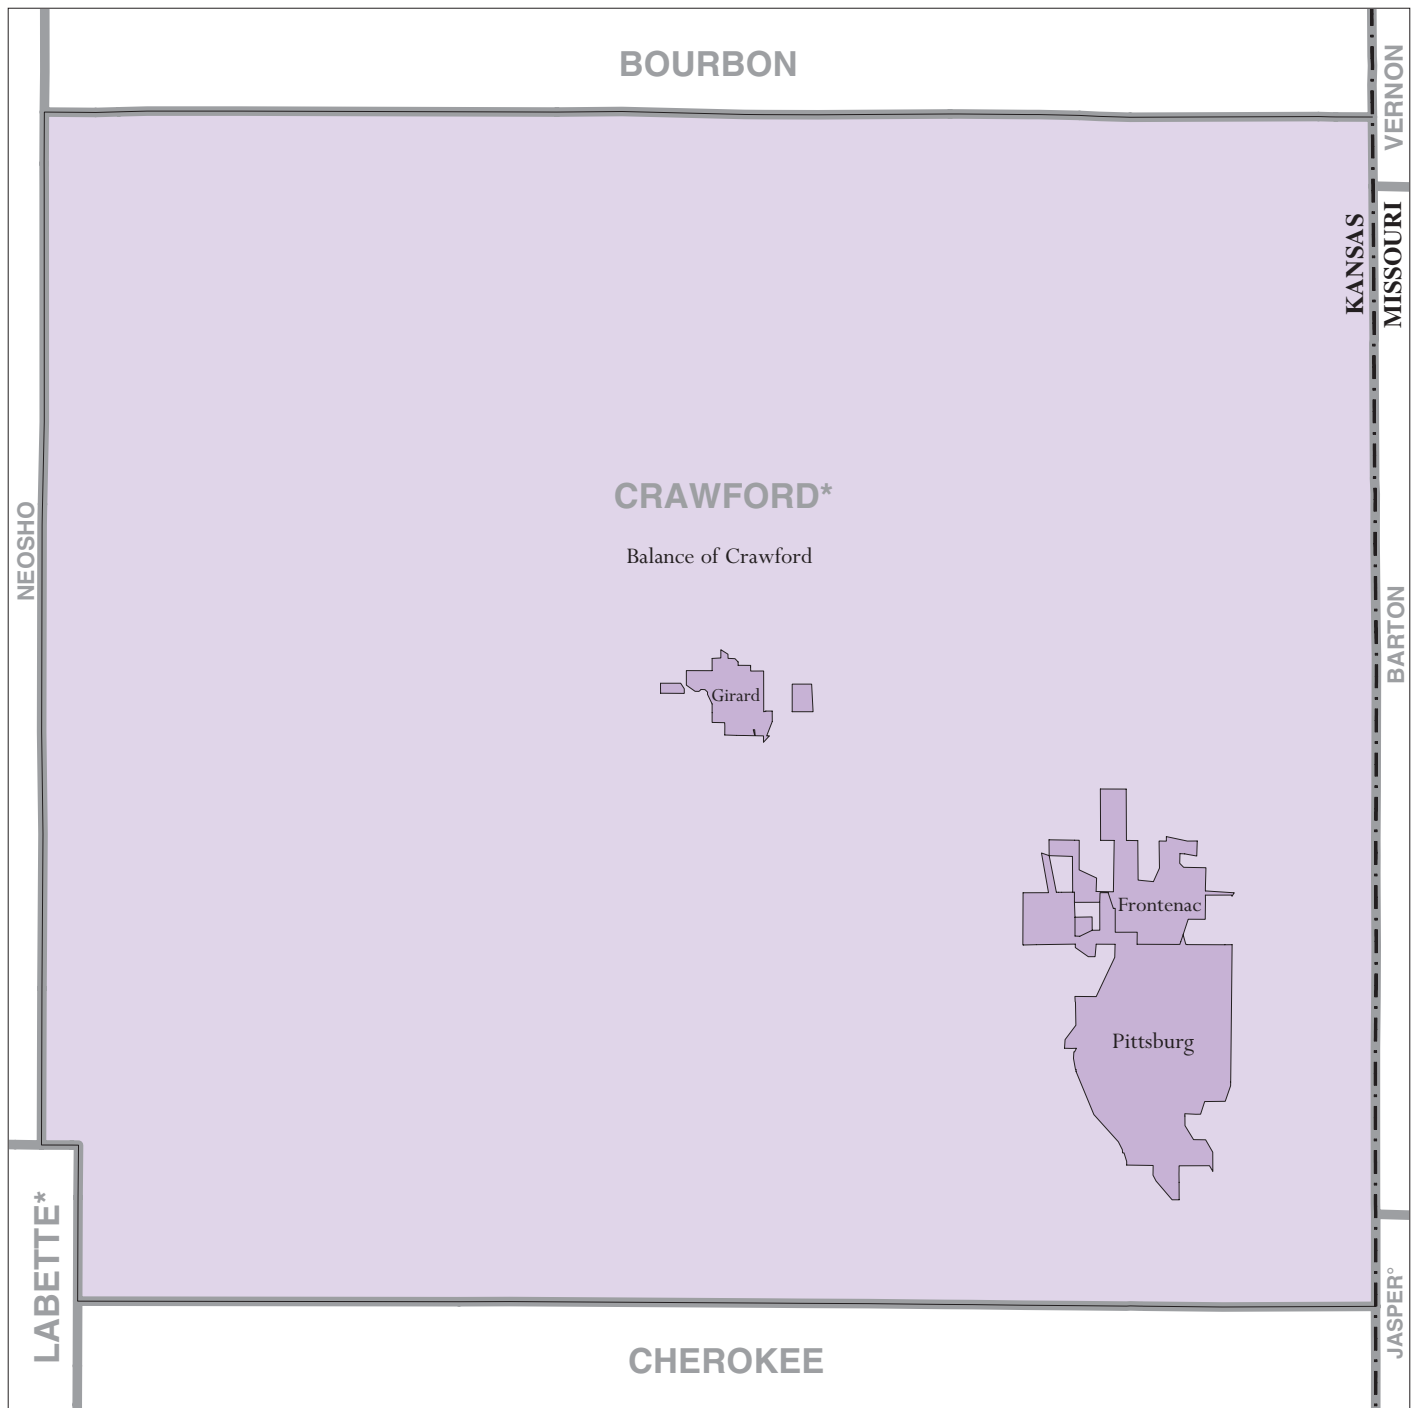 BOURBON
VERNON
KANSAS
MISSOURI
CRAWFORD*
NEOSHO
Balance of Crawford
BARTON
Girard
Frontenac
Pittsburg
LABETTE*
JASPER°
CHEROKEE